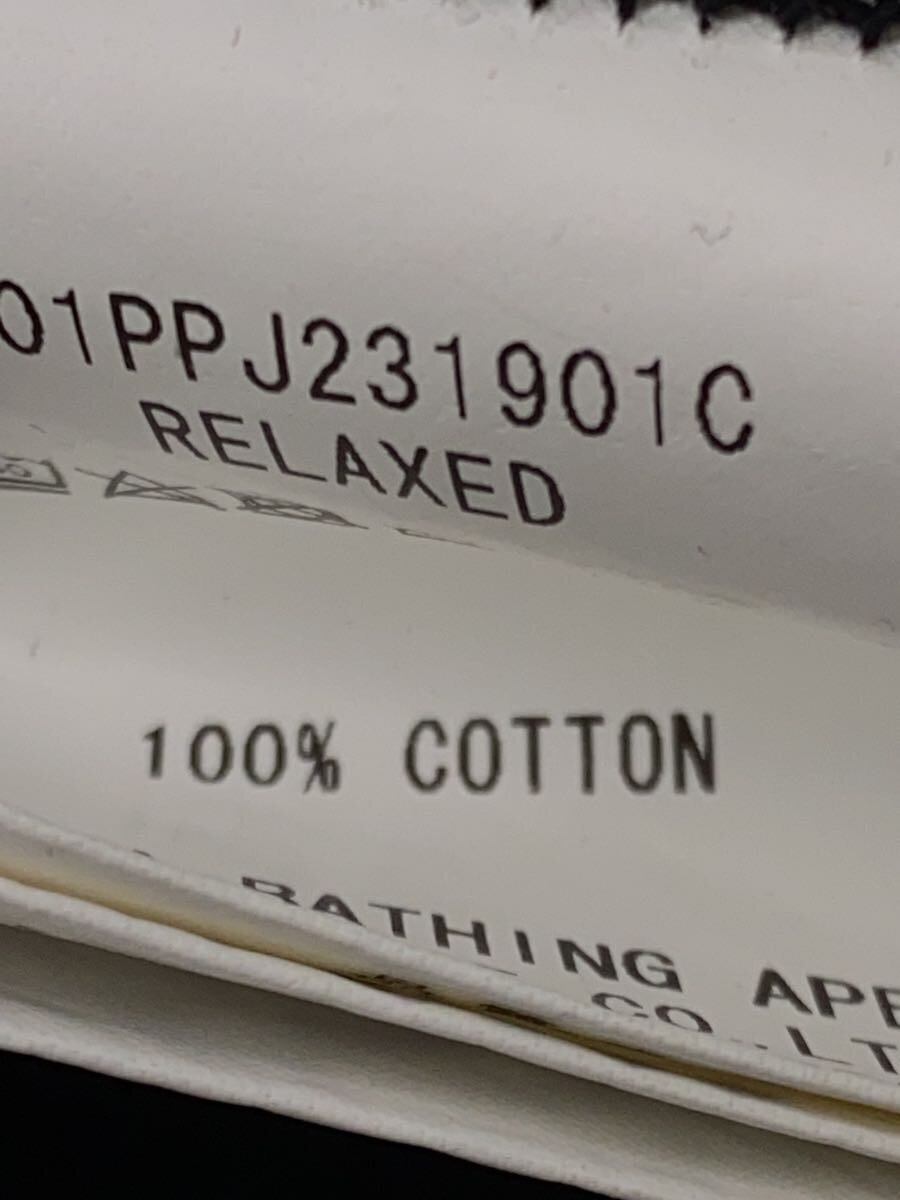 01PPJ231901C
RELAXED
100% COTTON
BATHING APE
CO.,LT